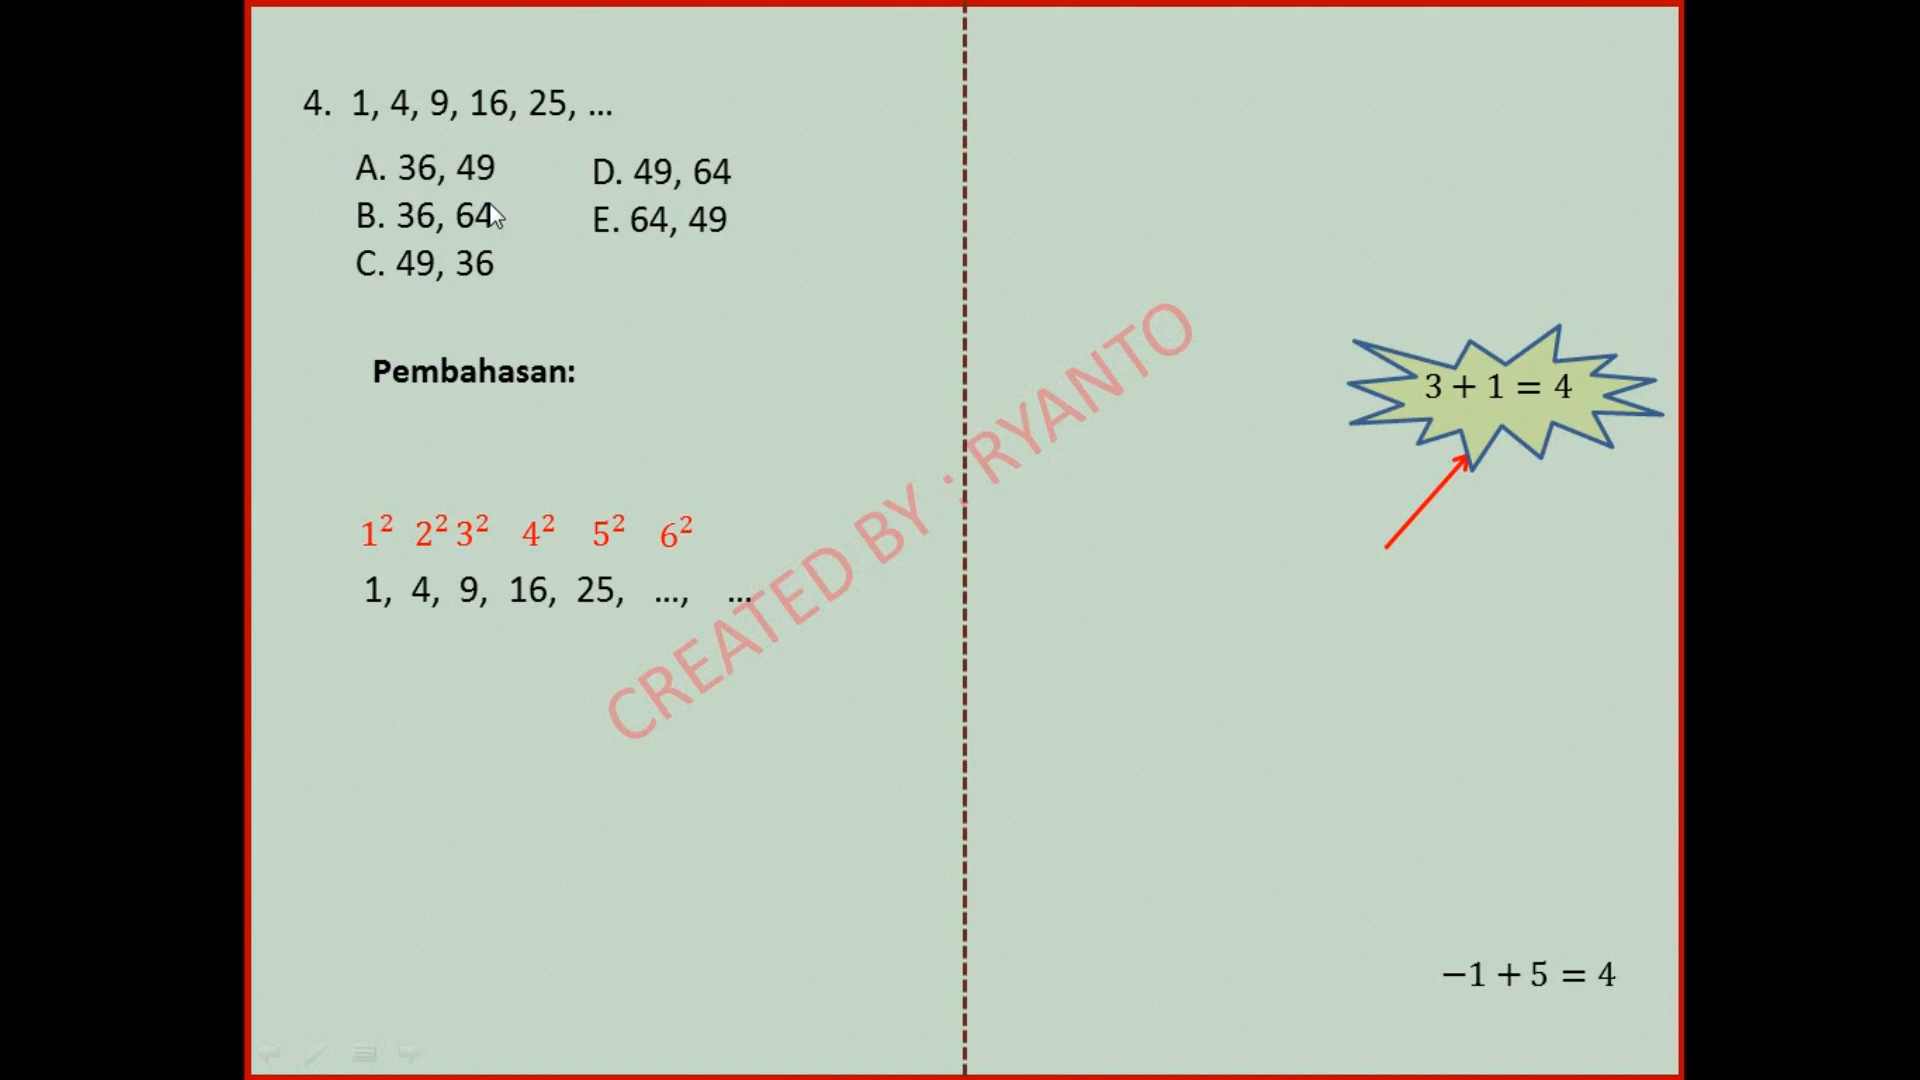 4. 1, 4, 9, 16, 25, ...
A. 36, 49
B. 36, 64
C. 49, 36
D. 49, 64
E. 64, 49
Pembahasan:
1² 2² 3² 4² 5² 6²
1, 4, 9, 16, 25, ..., ...
CREATED BY : RYANTO
3 + 1 = 4
−1 + 5 = 4